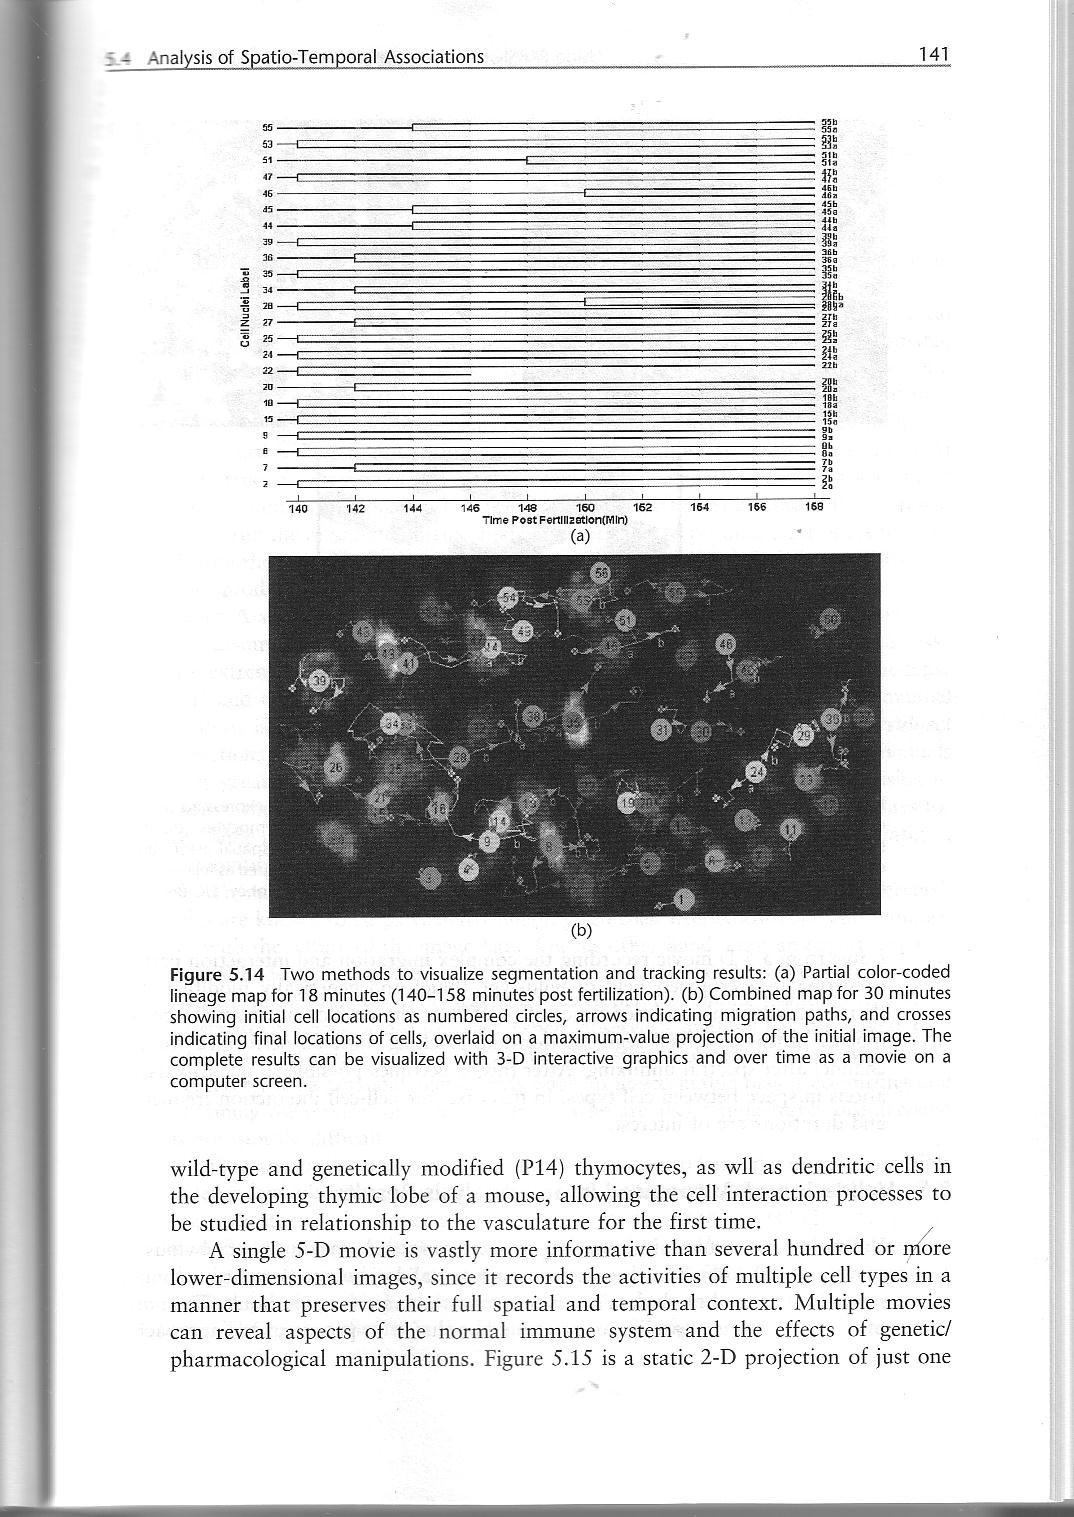 5.4 Analysis of Spatio-Temporal Associations
141
55
55b
55a
53
53b
53a
51
51b
51a
47
47b
47a
46
46b
46a
45
45b
45a
44
44b
44a
39
39b
39a
36
36b
36a
35
35b
35a
34
34b
28
27
27b
27a
25
25b
25a
24
24b
24a
22
22b
20
20b
20a
18
18b
18a
15
15b
15a
9
9b
9a
8
8b
8a
7
7b
7a
2
2b
2a
Cell Nuclei Label
140 142 144 146 148 150 152 154 156 158
Time Post Fertilization(Min)
(a)
54
51
43
46
41
39
34
31
30
29
26
24
19
14
11
9
4
1
a
b
(b)
Figure 5.14 Two methods to visualize segmentation and tracking results: (a) Partial color-coded
lineage map for 18 minutes (140–158 minutes post fertilization). (b) Combined map for 30 minutes
showing initial cell locations as numbered circles, arrows indicating migration paths, and crosses
indicating final locations of cells, overlaid on a maximum-value projection of the initial image. The
complete results can be visualized with 3-D interactive graphics and over time as a movie on a
computer screen.
wild-type and genetically modified (P14) thymocytes, as wll as dendritic cells in
the developing thymic lobe of a mouse, allowing the cell interaction processes to
be studied in relationship to the vasculature for the first time.
A single 5-D movie is vastly more informative than several hundred or more
lower-dimensional images, since it records the activities of multiple cell types in a
manner that preserves their full spatial and temporal context. Multiple movies
can reveal aspects of the normal immune system and the effects of genetic/
pharmacological manipulations. Figure 5.15 is a static 2-D projection of just one